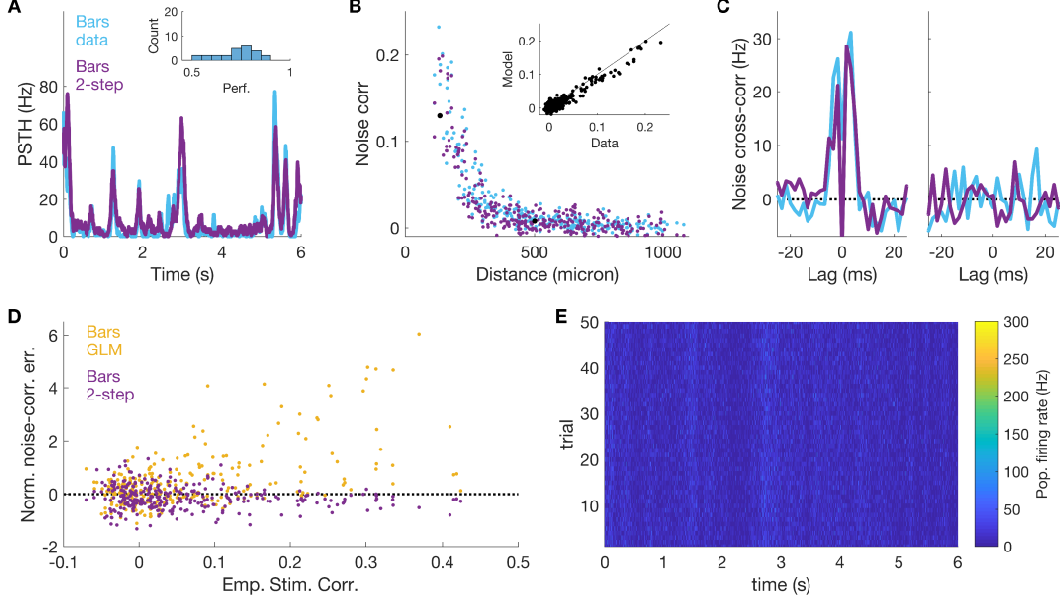 A
Bars
data
Bars
2-step
Count
20
10
0
0.5
1
Perf.
PSTH (Hz)
80
60
40
20
0
0
2
4
6
Time (s)
B
Noise corr
0.2
0.1
0
500
1000
Distance (micron)
Model
0.2
0.1
0
0
0.1
0.2
Data
C
Noise cross-corr (Hz)
30
20
10
0
-20
0
20
Lag (ms)
-20
0
20
Lag (ms)
D
Bars
GLM
Bars
2-step
Norm. noise-corr. err.
6
4
2
0
-2
-0.1
0
0.1
0.2
0.3
0.4
0.5
Emp. Stim. Corr.
E
trial
50
40
30
20
10
0
1
2
3
4
5
6
time (s)
300
250
200
150
100
50
0
Pop. firing rate (Hz)